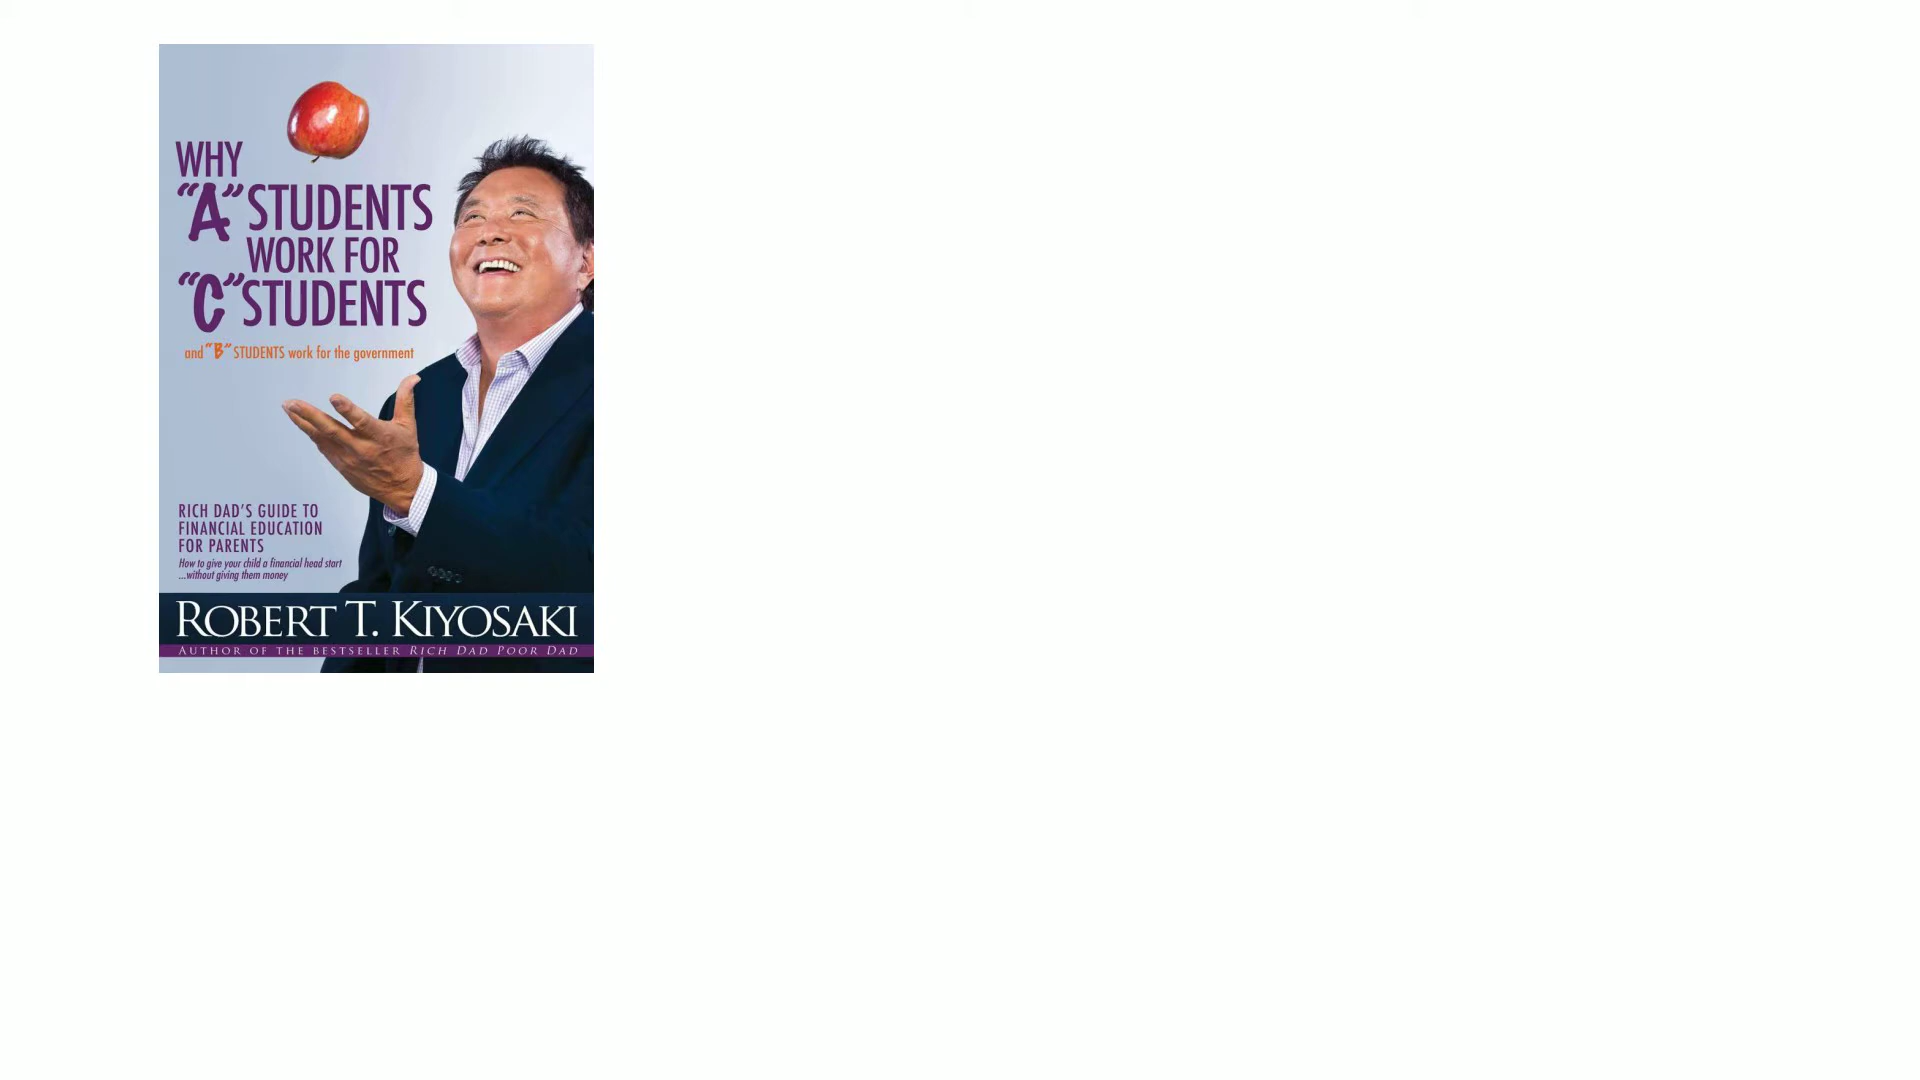 WHY
"A" STUDENTS
WORK FOR
"C" STUDENTS
and "B" STUDENTS work for the government
RICH DAD'S GUIDE TO
FINANCIAL EDUCATION
FOR PARENTS
How to give your child a financial head start
...without giving them money
ROBERT T. KIYOSAKI
AUTHOR OF THE BESTSELLER RICH DAD POOR DAD